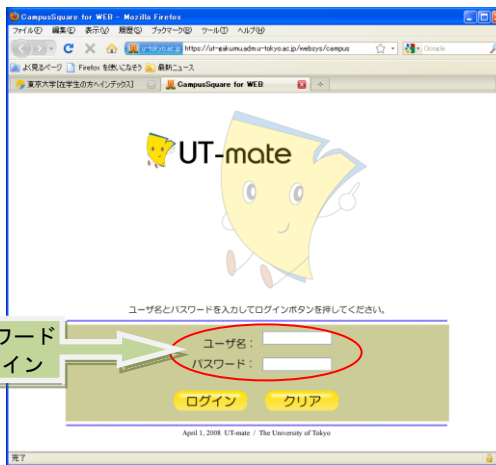 CampusSquare for WEB - Mozilla Firefox
ファイル(F) 編集(E) 表示(V) 履歴(S) ブックマーク(B) ツール(T) ヘルプ(H)
u-tokyo.ac.jp https://ut-gakumu.adm.u-tokyo.ac.jp/websys/campus
Google
よく見るページ Firefox を使いこなそう 最新ニュース
東京大学[在学生の方へインデックス] CampusSquare for WEB
UT-mate
ユーザ名とパスワードを入力してログインボタンを押してください。
ワード
イン
ユーザ名：
パスワード：
ログイン クリア
April 1, 2008 UT-mate / The University of Tokyo
完了